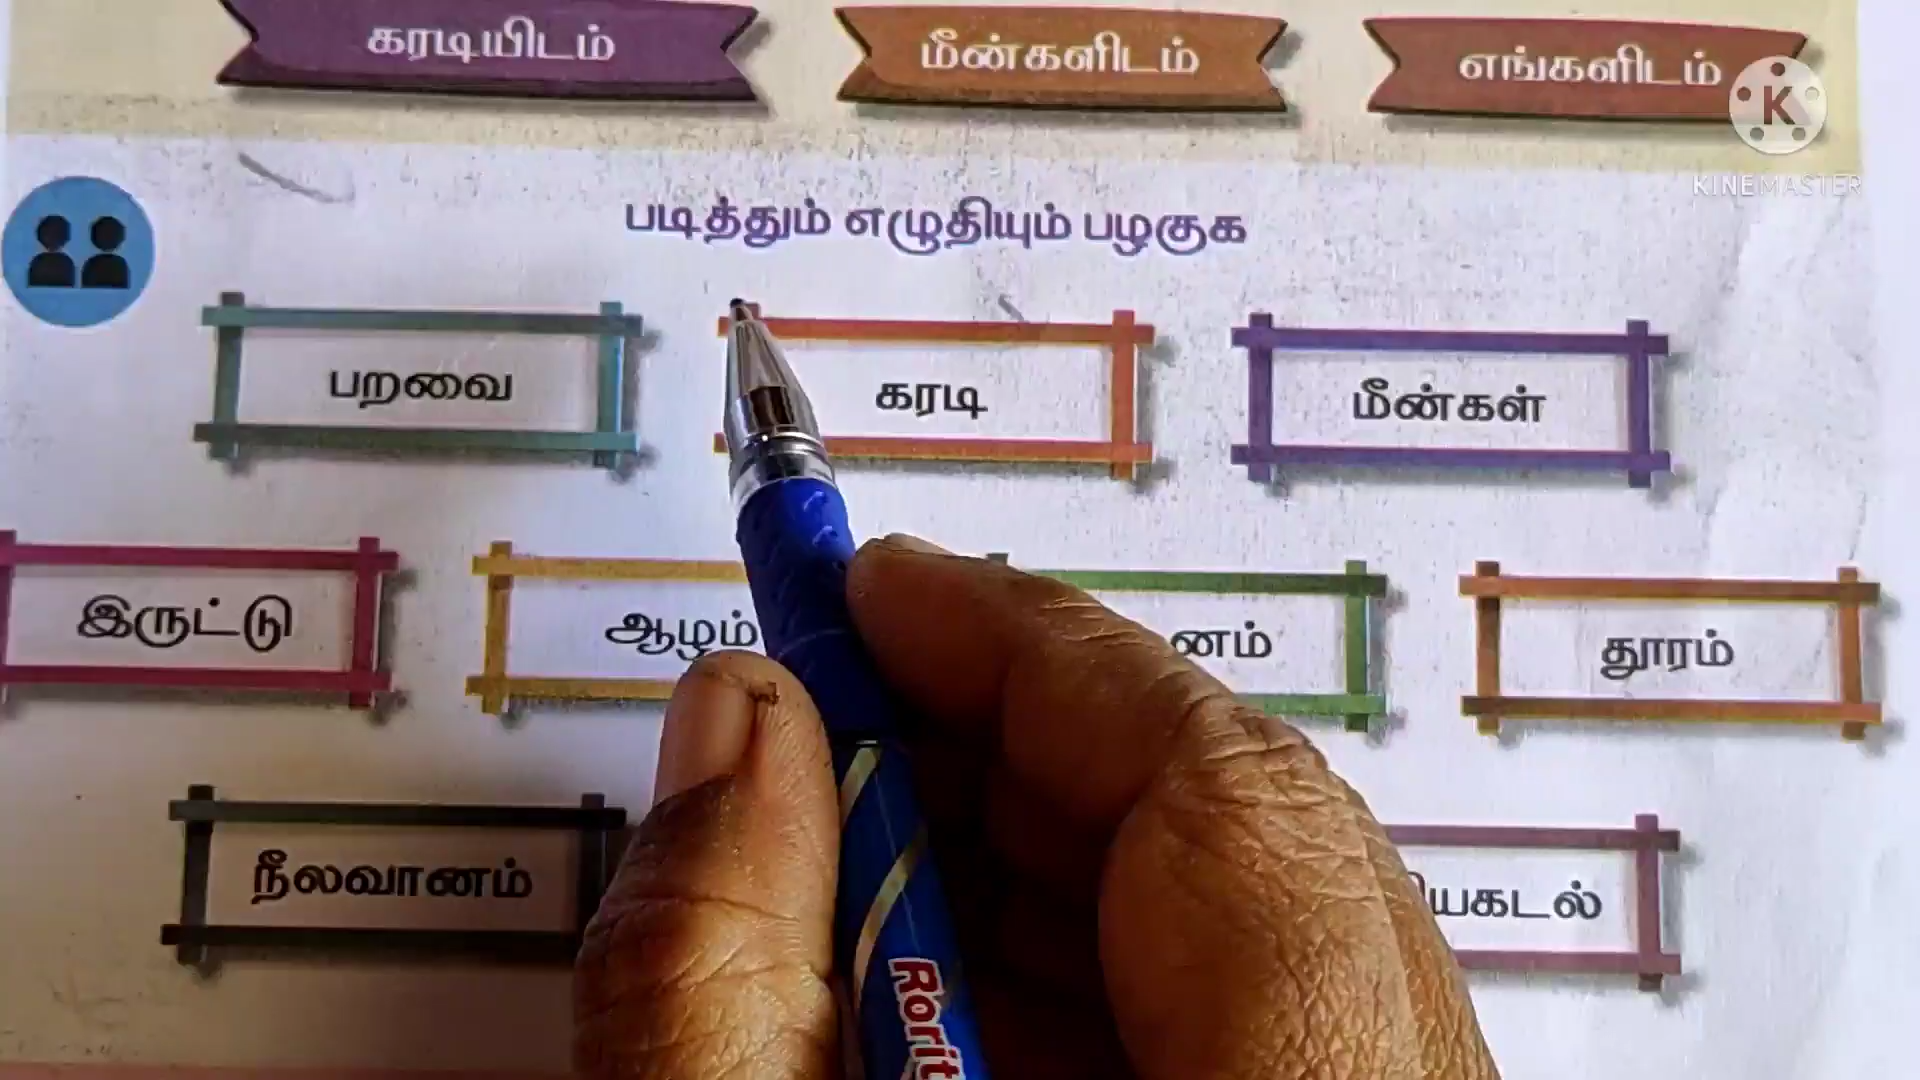 கரடியிடம் மீன்களிடம் எங்களிடம்
KINEMASTER
படித்தும் எழுதியும் பழகுக
பறவை கரடி மீன்கள்
இருட்டு ஆழம் தூரம்
நீலவானம்